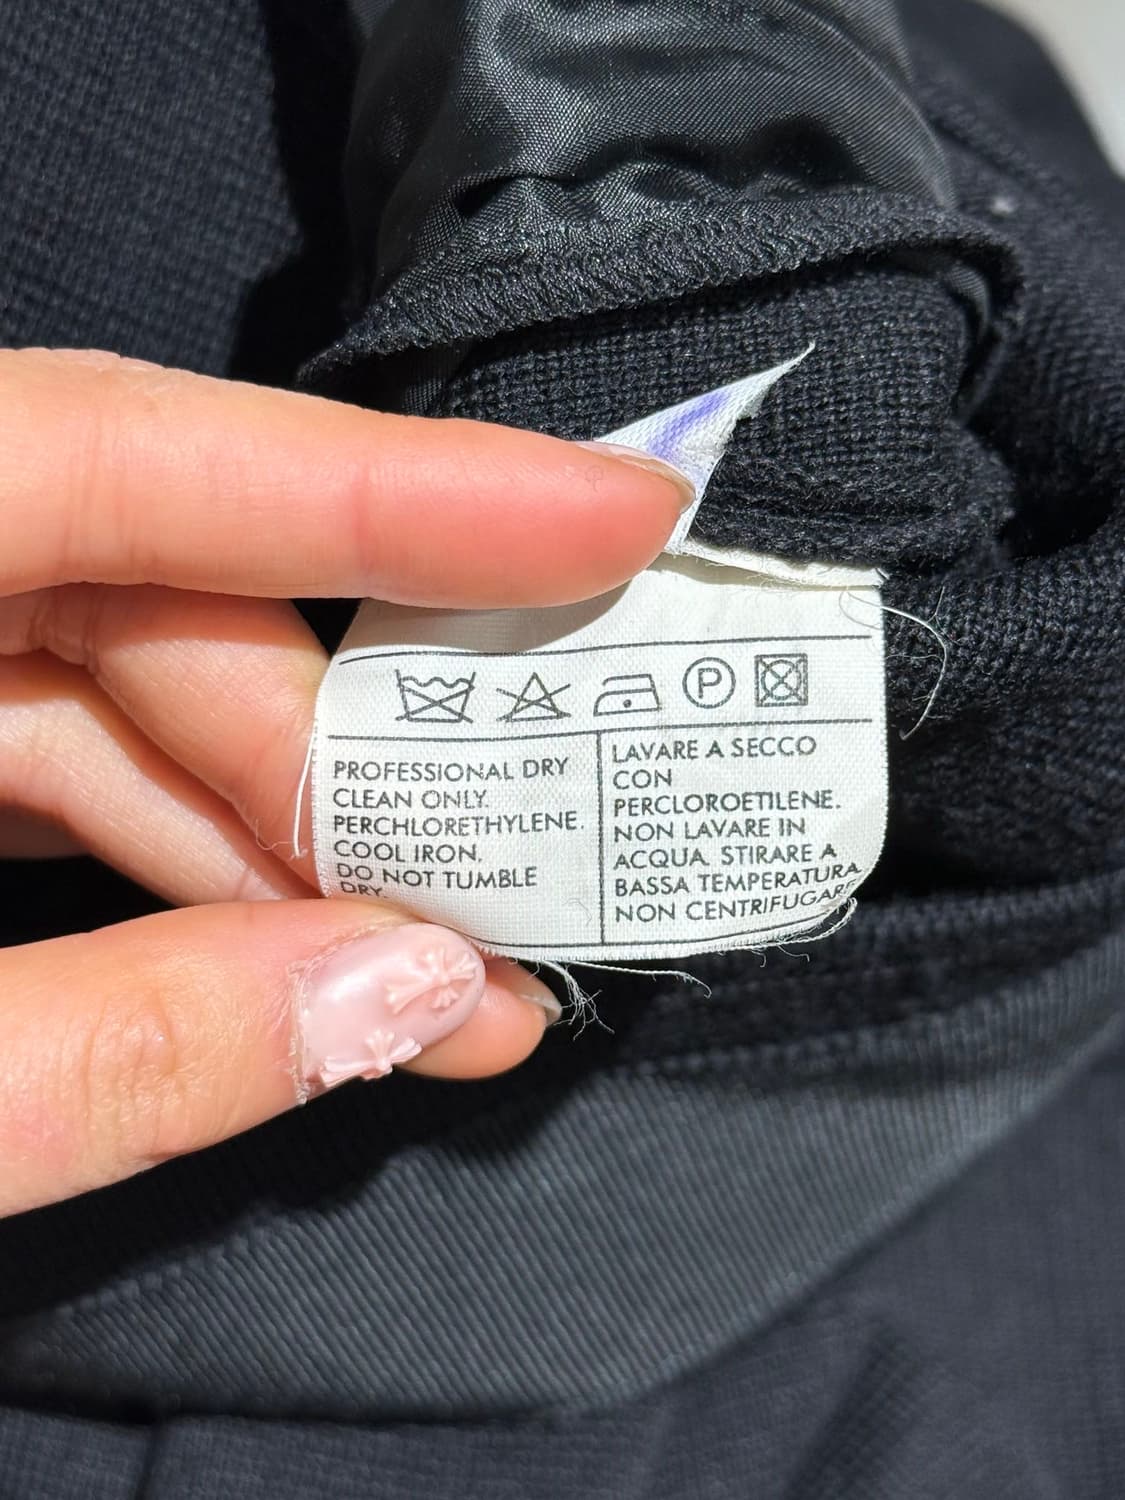 P
PROFESSIONAL DRY
CLEAN ONLY.
PERCHLORETHYLENE.
COOL IRON.
DO NOT TUMBLE
DRY.
LAVARE A SECCO
CON
PERCLOROETILENE.
NON LAVARE IN
ACQUA. STIRARE A
BASSA TEMPERATURA
NON CENTRIFUGARE